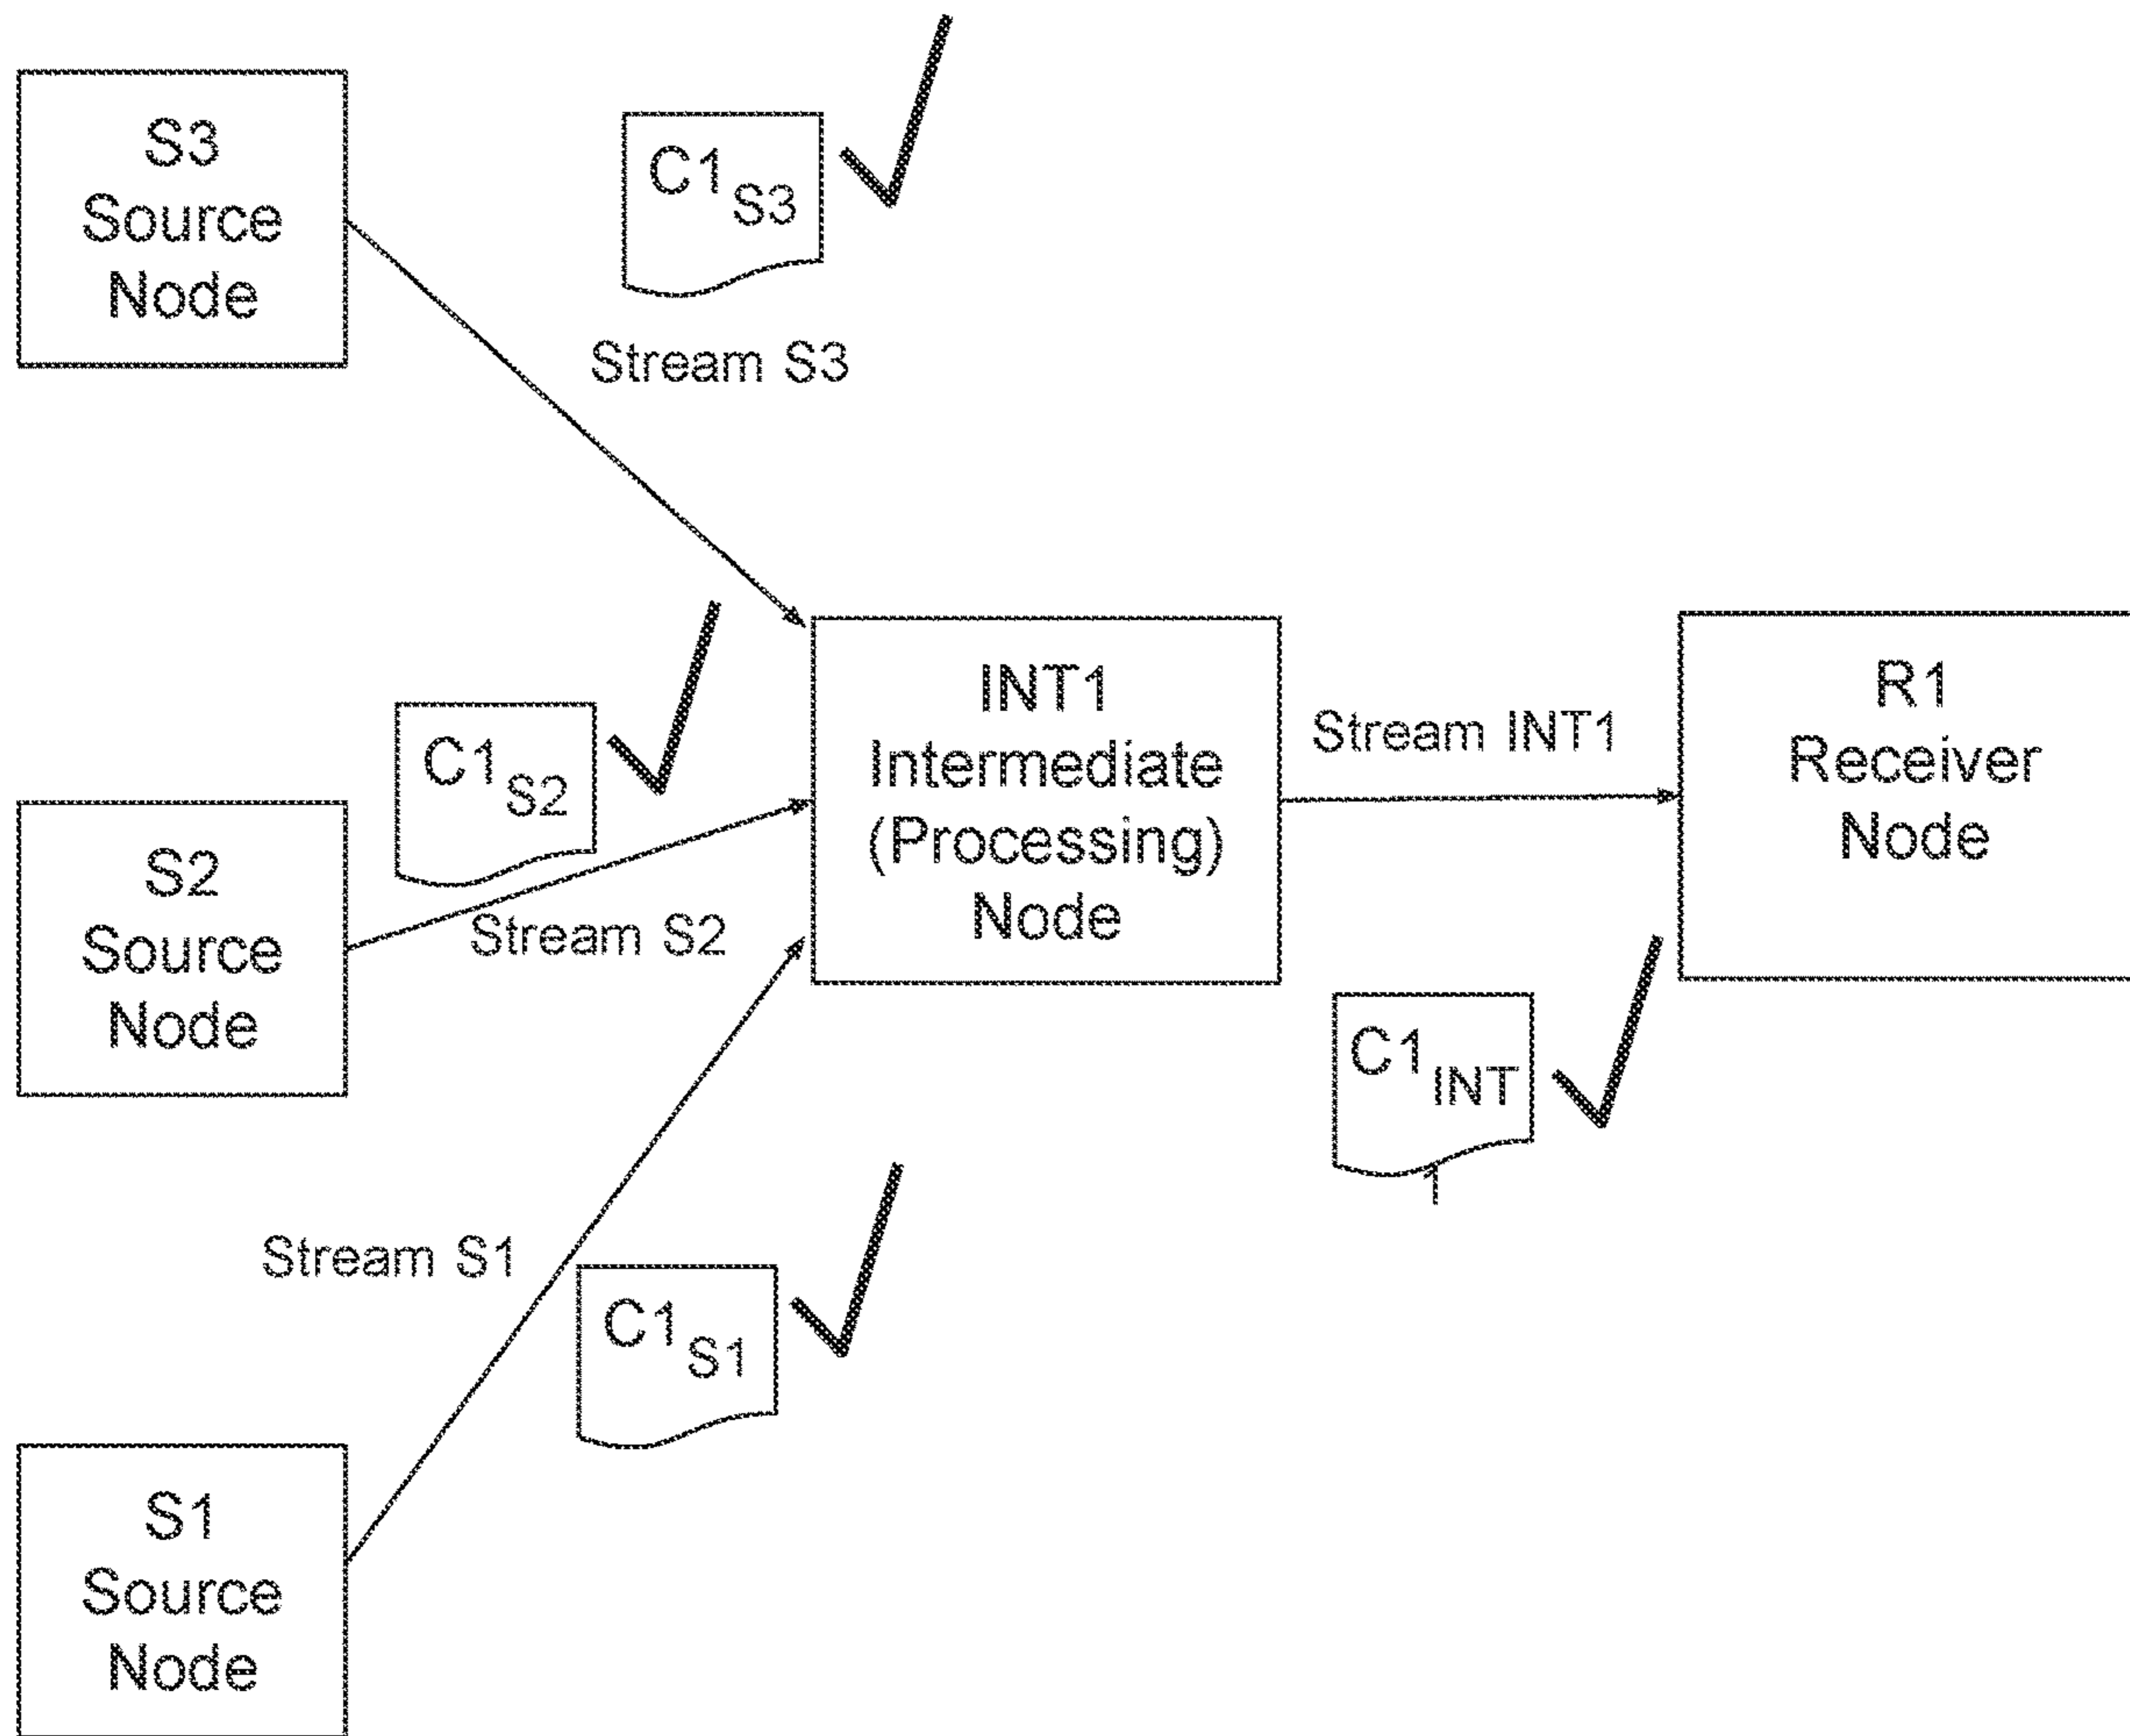 S3
Source
Node
C1S3
Stream S3
C1S2
S2
Source
Node
Stream S2
INT1
Intermediate
(Processing)
Node
Stream INT1
R1
Receiver
Node
C1INT
1
Stream S1
C1S1
S1
Source
Node